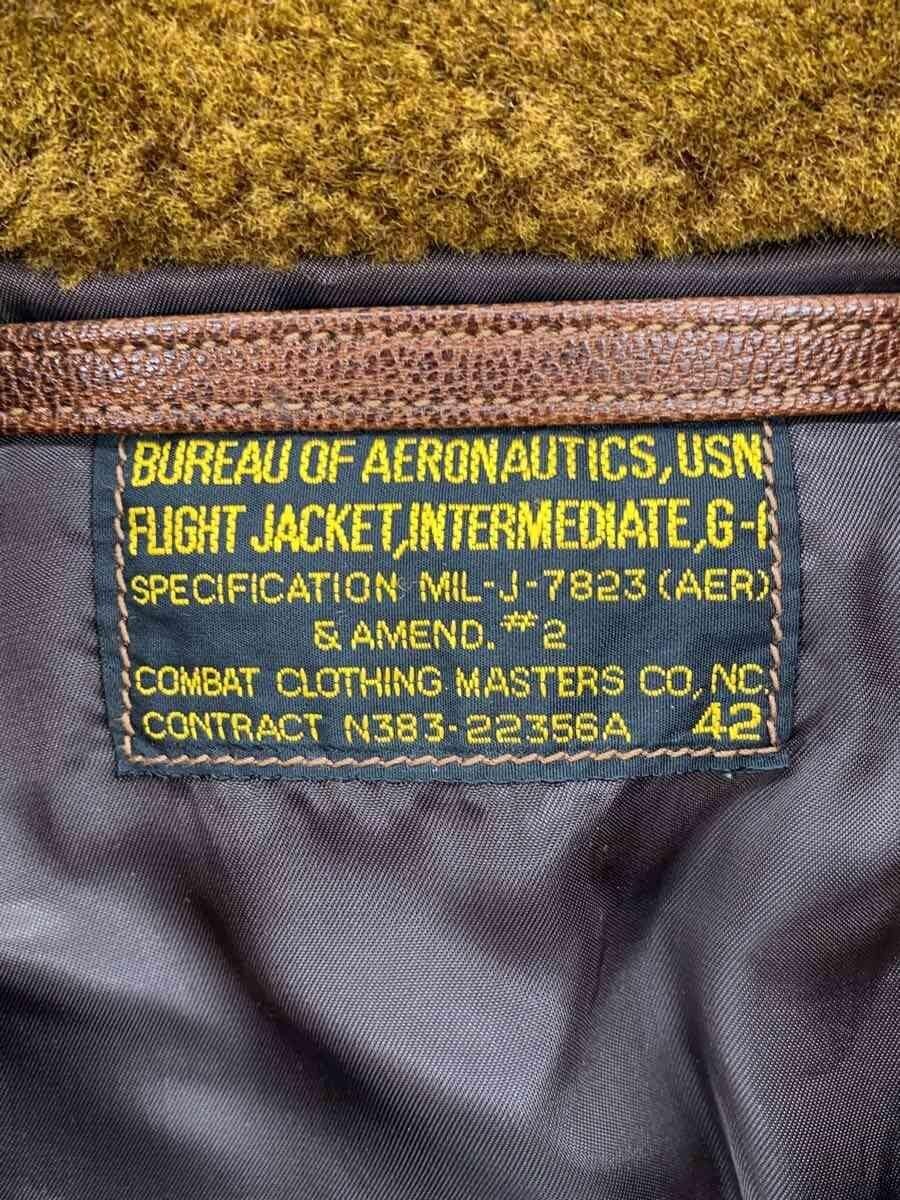 BUREAU OF AERONAUTICS, USN
FLIGHT JACKET, INTERMEDIATE, G-1
SPECIFICATION MIL-J-7823 (AER)
& AMEND. #2
COMBAT CLOTHING MASTERS CO, NC.
CONTRACT N383-22356A 42